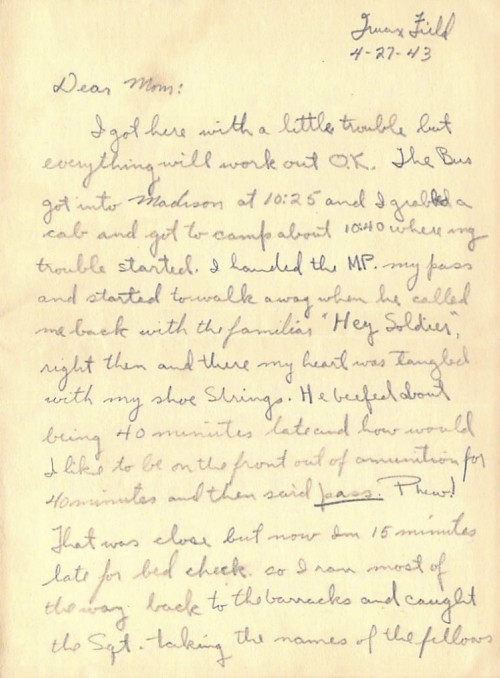 Truax Field
4-27-43
Dear Mom:
I got here with a little trouble but
everything will work out O.K. The Bus
got into Madison at 10:25 and I grabbed a
cab and got to camp about 10:40 where my
trouble started. I handed the MP. my pass
and started to walk away when he called
me back with the familiar "Hey Soldier",
right then and there my heart was tangled
with my shoe strings. He beefed about
being 40 minutes late and how would
I like to be on the front out of amunition for
40 minutes and then said pass. Phew!
That was close but now Im 15 minutes
late for bed check. so I ran most of
the way back to the barracks and caught
the Sgt. taking the names of the fellows